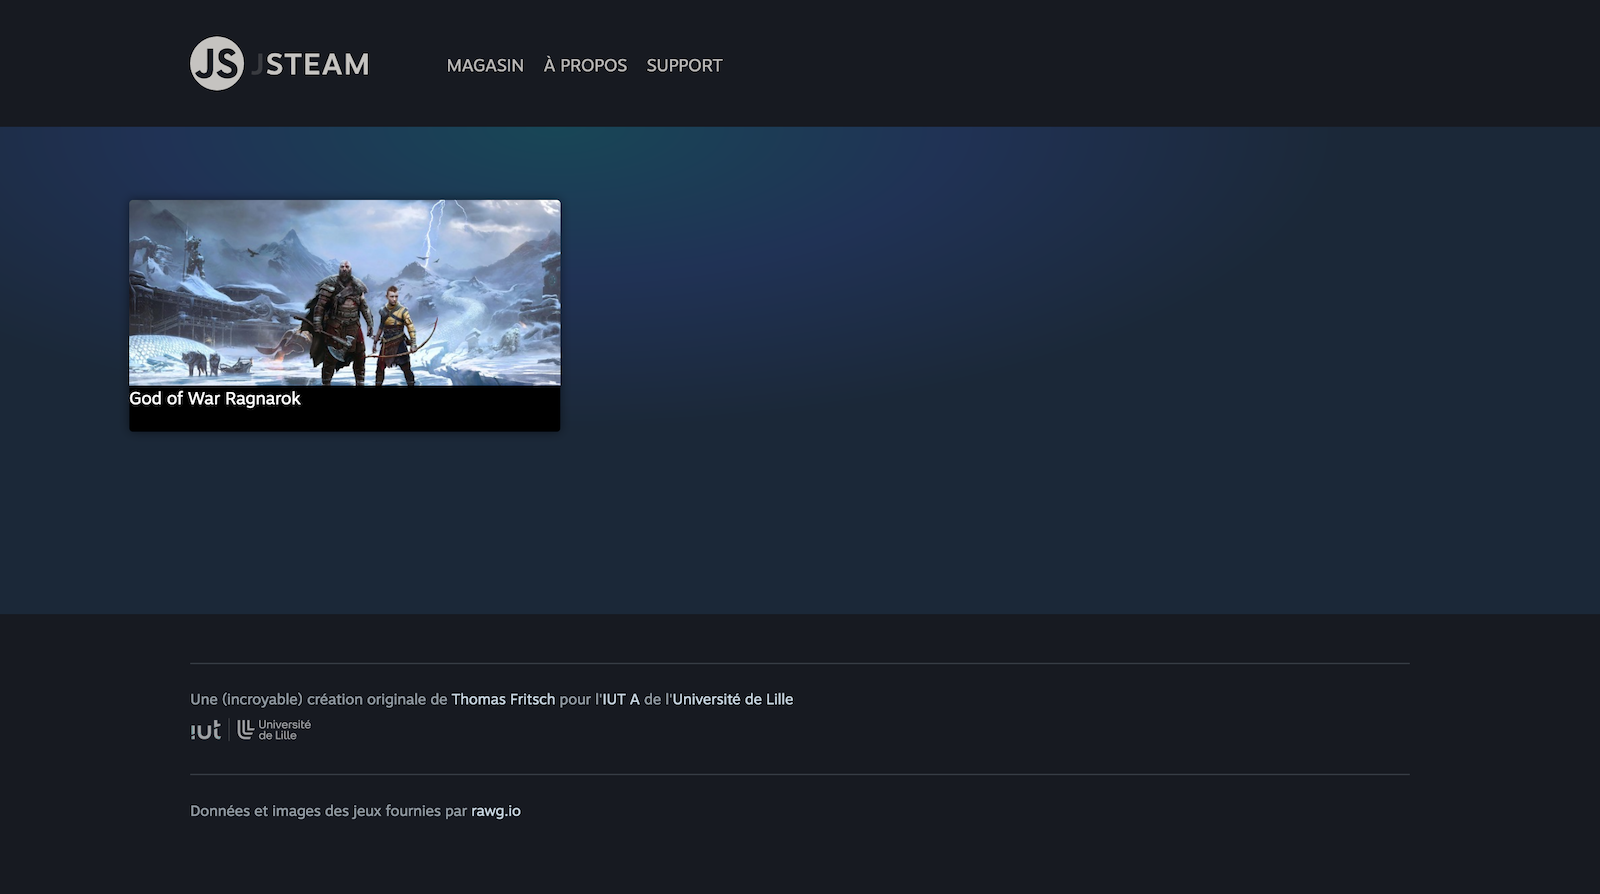 JS JSTEAM
MAGASIN À PROPOS SUPPORT
God of War Ragnarok
Une (incroyable) création originale de Thomas Fritsch pour l'IUT A de l'Université de Lille
iut Université
de Lille
Données et images des jeux fournies par rawg.io